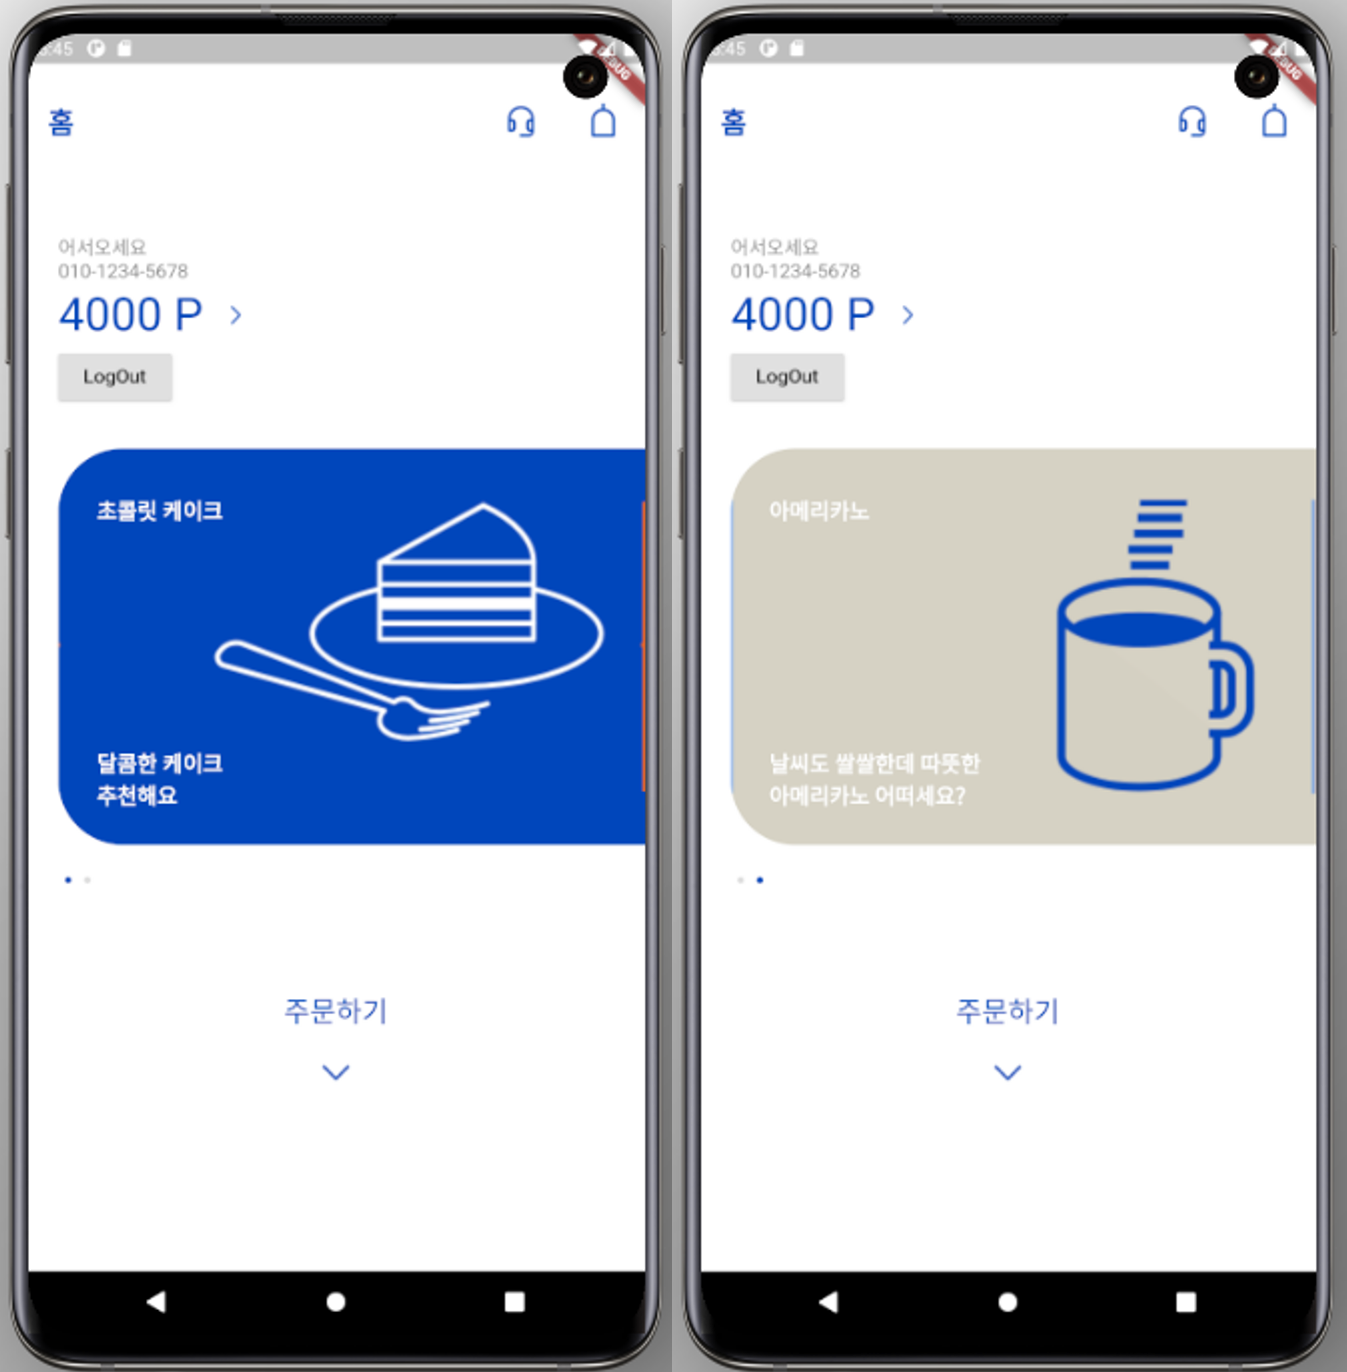 :45
홈
어서오세요
010-1234-5678
4000 P
LogOut
초콜릿 케이크
달콤한 케이크
추천해요
주문하기
:45
홈
어서오세요
010-1234-5678
4000 P
LogOut
아메리카노
날씨도 쌀쌀한데 따뜻한
아메리카노 어떠세요?
주문하기